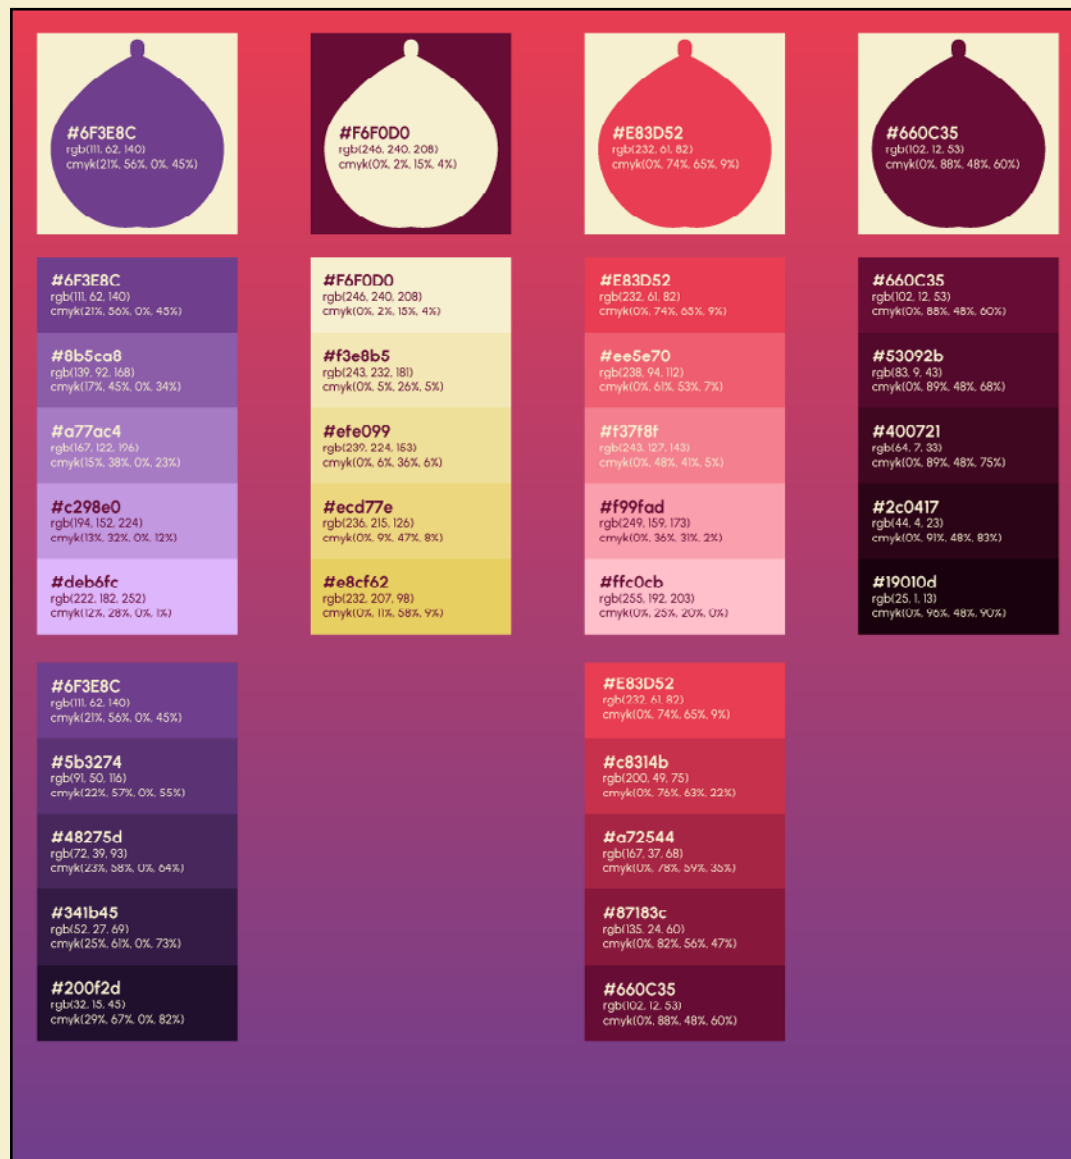 #6F3E8C
rgb(111, 62, 140)
cmyk(21%, 56%, 0%, 45%)
#F6F0D0
rgb(246, 240, 208)
cmyk(0%, 2%, 15%, 4%)
#E83D52
rgb(232, 61, 82)
cmyk(0%, 74%, 65%, 9%)
#660C35
rgb(102, 12, 53)
cmyk(0%, 88%, 48%, 60%)
#6F3E8C
rgb(111, 62, 140)
cmyk(21%, 56%, 0%, 45%)
#8b5ca8
rgb(139, 92, 168)
cmyk(17%, 45%, 0%, 34%)
#a77ac4
rgb(167, 122, 196)
cmyk(15%, 38%, 0%, 23%)
#c298e0
rgb(194, 152, 224)
cmyk(13%, 32%, 0%, 12%)
#deb6fc
rgb(222, 182, 252)
cmyk(12%, 28%, 0%, 1%)
#F6F0D0
rgb(246, 240, 208)
cmyk(0%, 2%, 15%, 4%)
#f3e8b5
rgb(243, 232, 181)
cmyk(0%, 5%, 26%, 5%)
#efe099
rgb(239, 224, 153)
cmyk(0%, 6%, 36%, 6%)
#ecd77e
rgb(236, 215, 126)
cmyk(0%, 9%, 47%, 8%)
#e8cf62
rgb(232, 207, 98)
cmyk(0%, 11%, 58%, 9%)
#E83D52
rgb(232, 61, 82)
cmyk(0%, 74%, 65%, 9%)
#ee5e70
rgb(238, 94, 112)
cmyk(0%, 61%, 53%, 7%)
#f37f8f
rgb(243, 127, 143)
cmyk(0%, 48%, 41%, 5%)
#f99fad
rgb(249, 159, 173)
cmyk(0%, 36%, 31%, 2%)
#ffc0cb
rgb(255, 192, 203)
cmyk(0%, 25%, 20%, 0%)
#660C35
rgb(102, 12, 53)
cmyk(0%, 88%, 48%, 60%)
#53092b
rgb(83, 9, 43)
cmyk(0%, 89%, 48%, 68%)
#400721
rgb(64, 7, 33)
cmyk(0%, 89%, 48%, 75%)
#2c0417
rgb(44, 4, 23)
cmyk(0%, 91%, 48%, 83%)
#19010d
rgb(25, 1, 13)
cmyk(0%, 96%, 48%, 90%)
#6F3E8C
rgb(111, 62, 140)
cmyk(21%, 56%, 0%, 45%)
#5b3274
rgb(91, 50, 116)
cmyk(22%, 57%, 0%, 55%)
#48275d
rgb(72, 39, 93)
cmyk(23%, 58%, 0%, 64%)
#341b45
rgb(52, 27, 69)
cmyk(25%, 61%, 0%, 73%)
#200f2d
rgb(32, 15, 45)
cmyk(29%, 67%, 0%, 82%)
#E83D52
rgb(232, 61, 82)
cmyk(0%, 74%, 65%, 9%)
#c8314b
rgb(200, 49, 75)
cmyk(0%, 76%, 63%, 22%)
#a72544
rgb(167, 37, 68)
cmyk(0%, 78%, 59%, 35%)
#87183c
rgb(135, 24, 60)
cmyk(0%, 82%, 56%, 47%)
#660C35
rgb(102, 12, 53)
cmyk(0%, 88%, 48%, 60%)